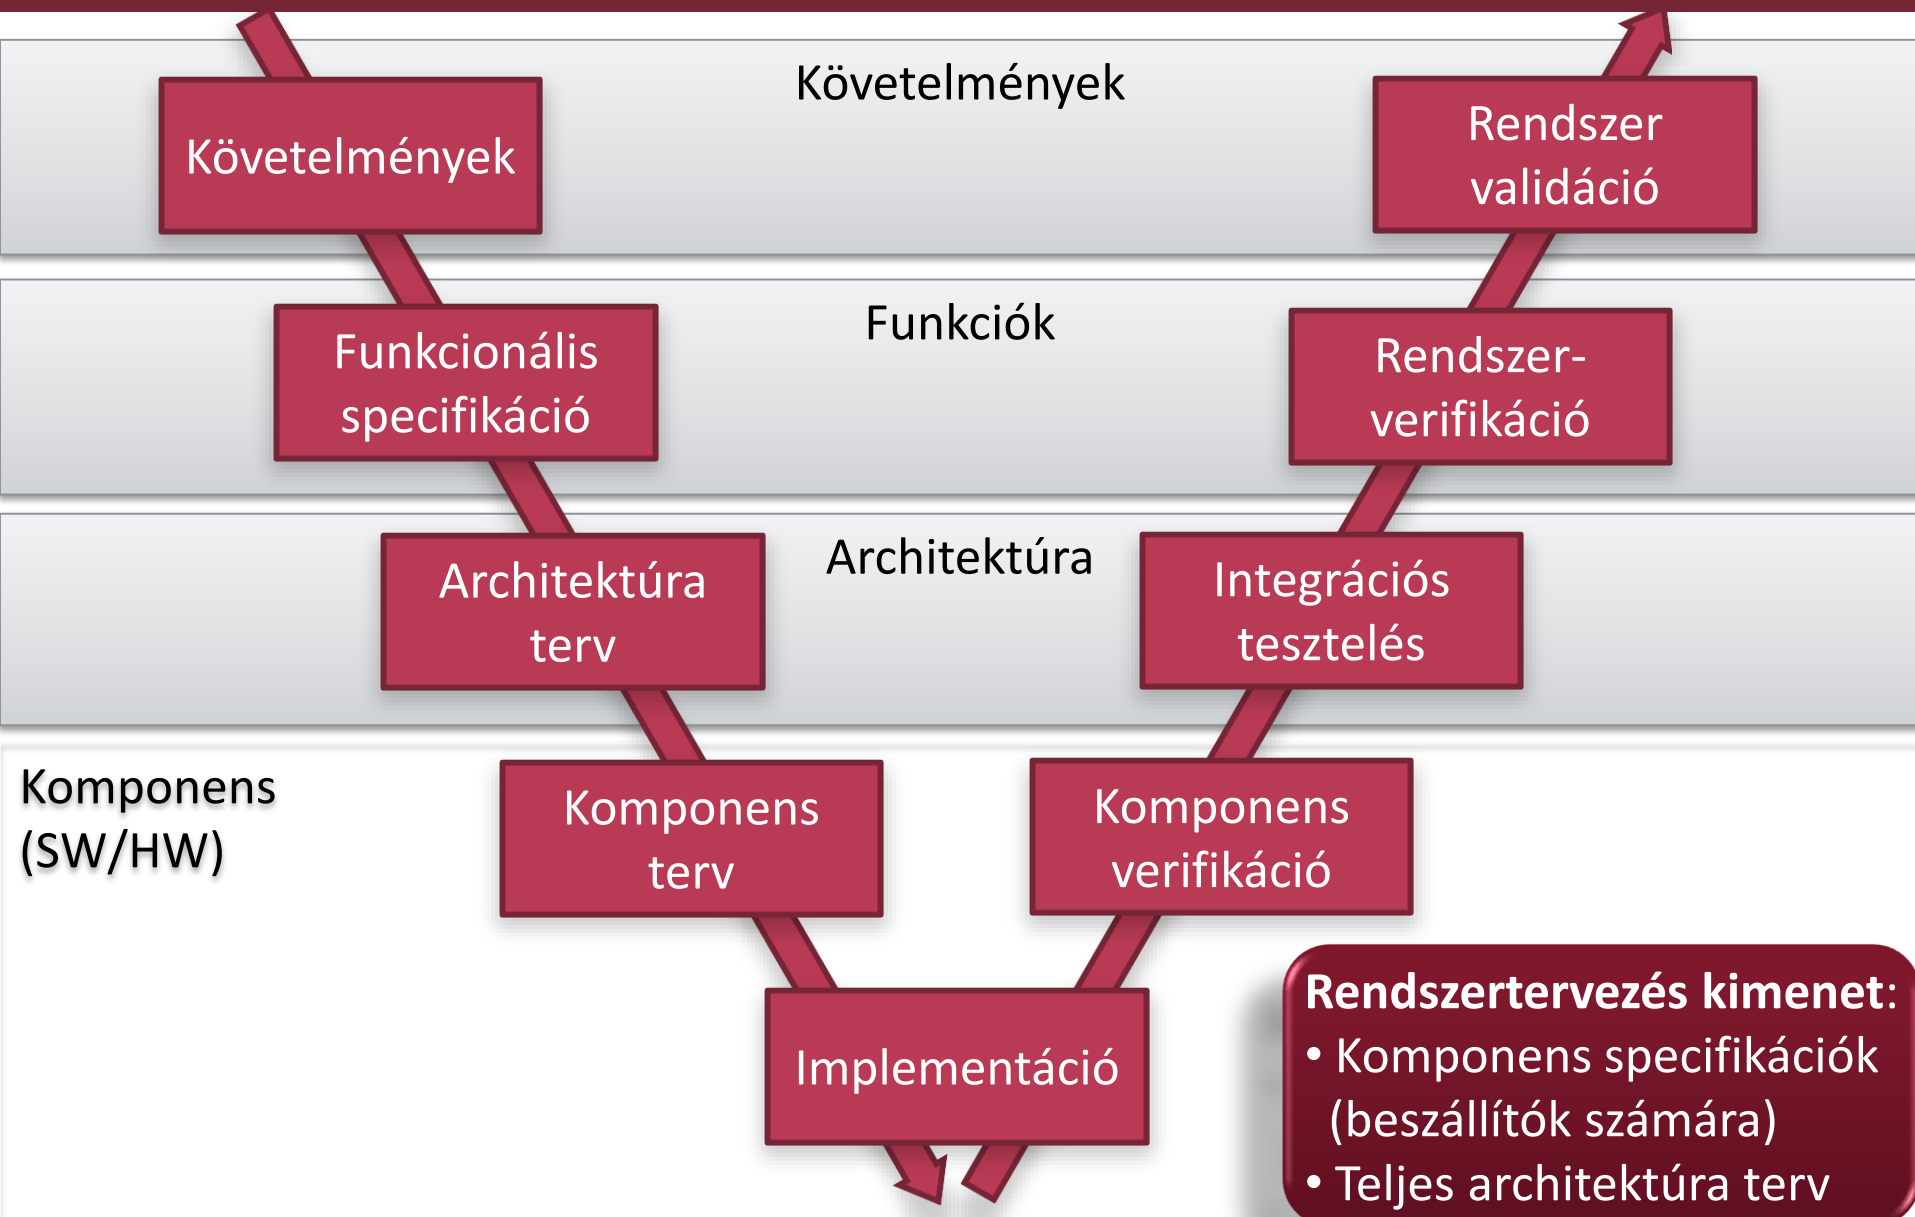 Követelmények
Követelmények
Rendszer
validáció
Funkciók
Funkcionális
specifikáció
Rendszer-
verifikáció
Architektúra
Architektúra
terv
Integrációs
tesztelés
Komponens
(SW/HW)
Komponens
terv
Komponens
verifikáció
Implementáció
Rendszertervezés kimenet:
• Komponens specifikációk
(beszállítók számára)
• Teljes architektúra terv